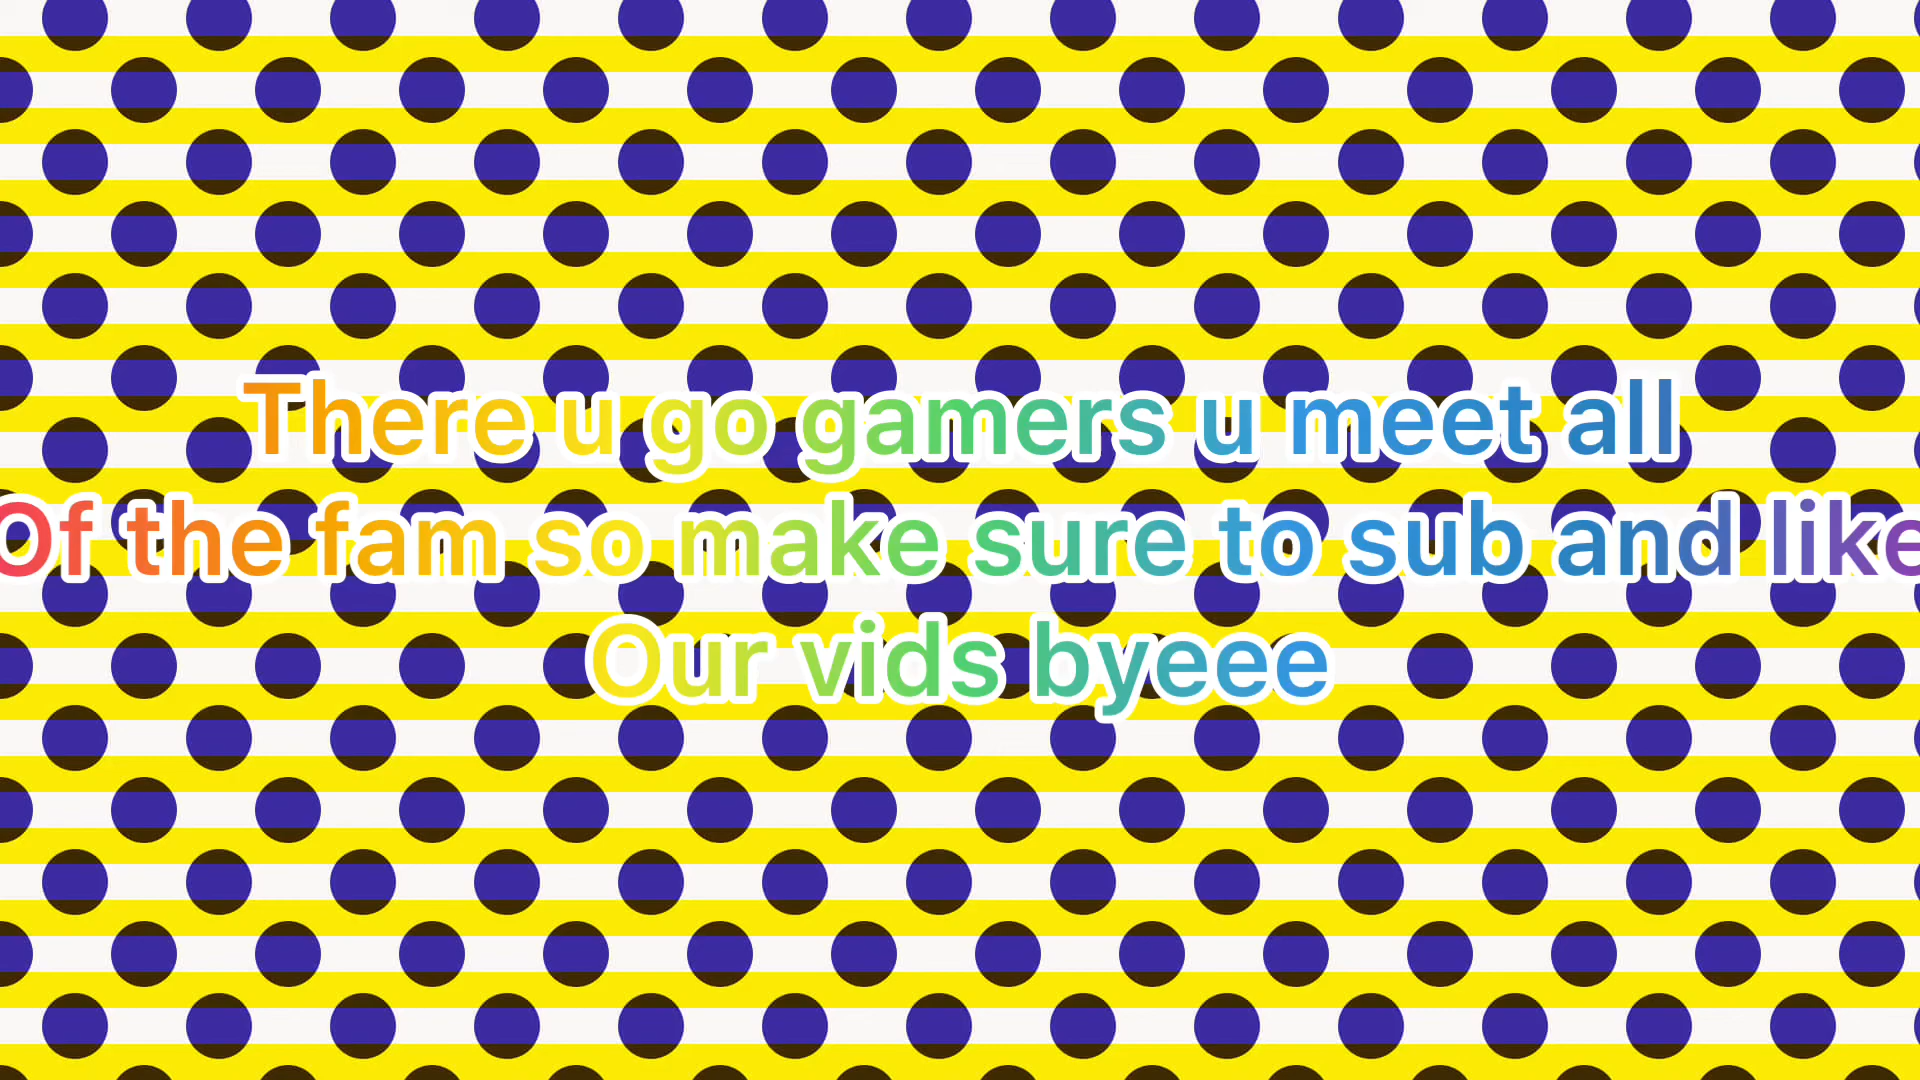 There u go gamers u meet all
Of the fam so make sure to sub and like
Our vids byeee